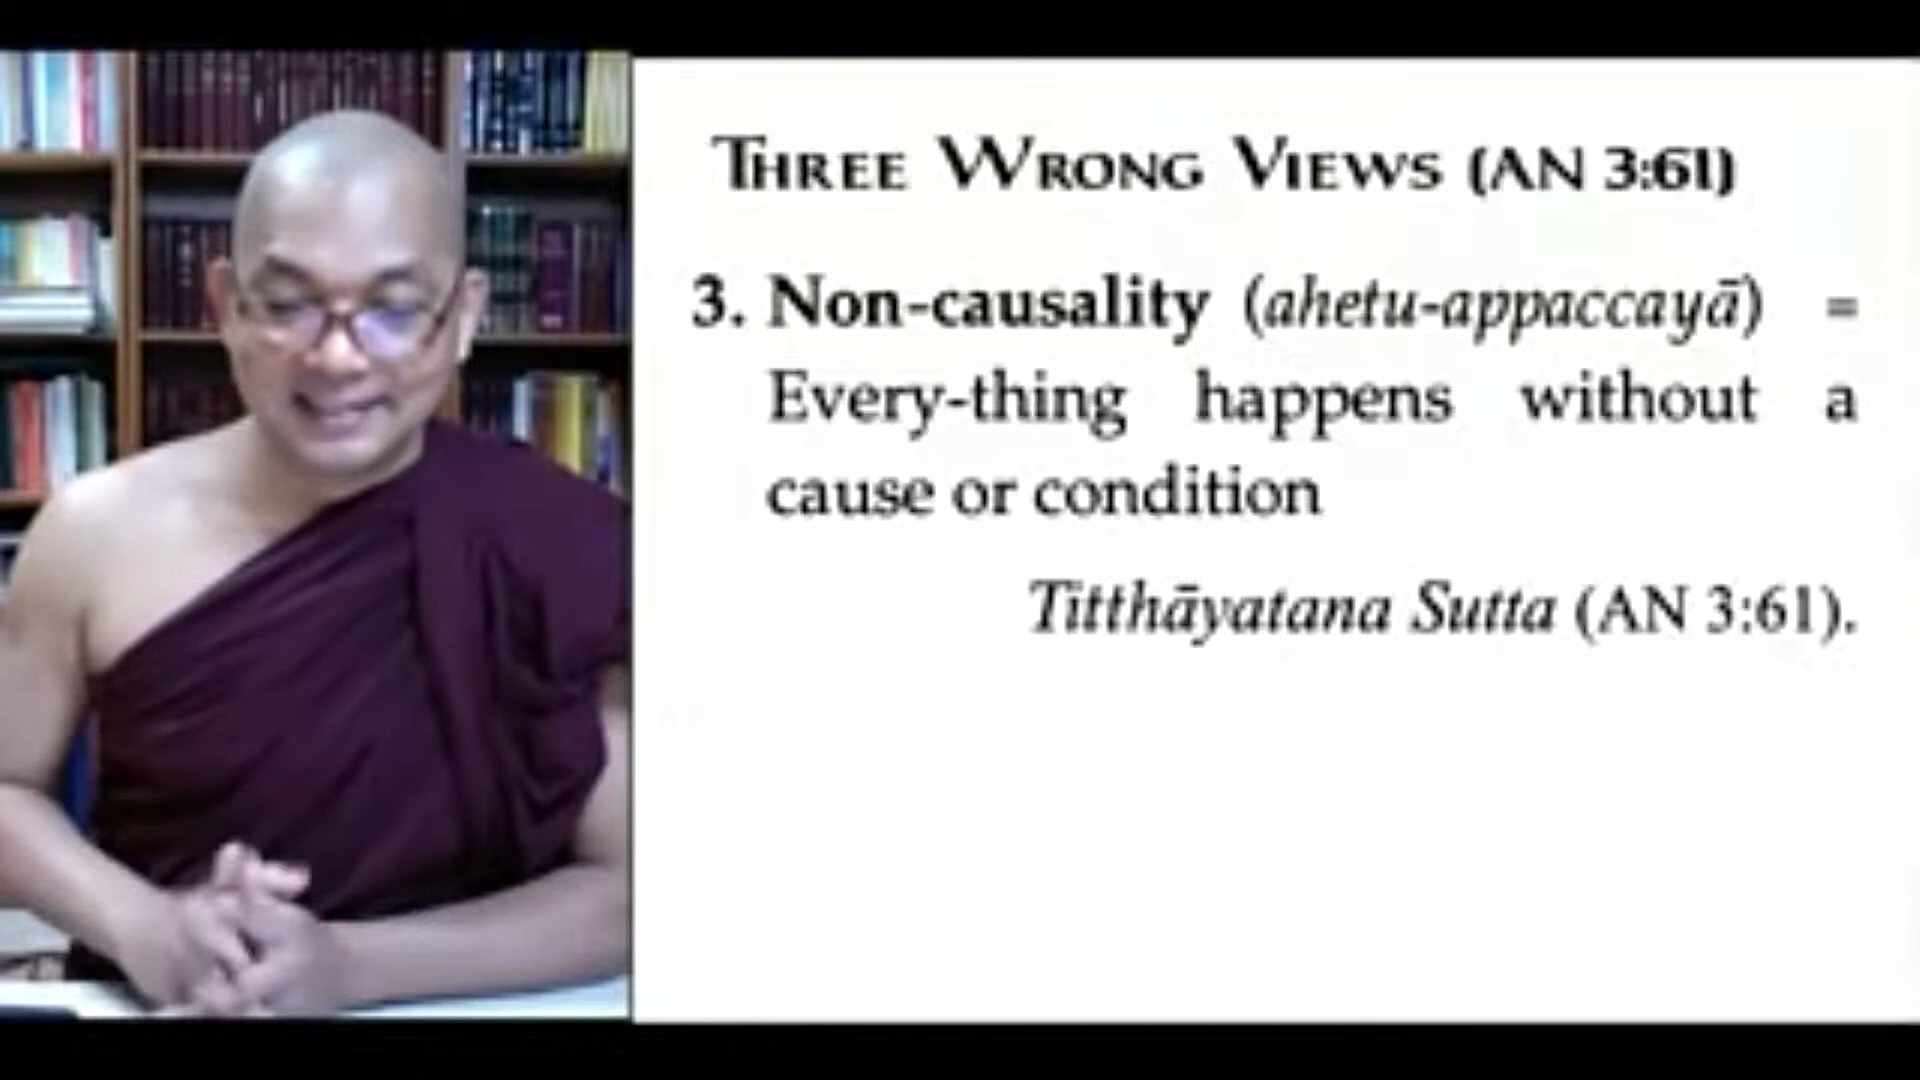 THREE WRONG VIEWS (AN 3:61)
3. Non-causality (ahetu-appaccayā) =
Every-thing happens without a
cause or condition
Titthāyatana Sutta (AN 3:61).